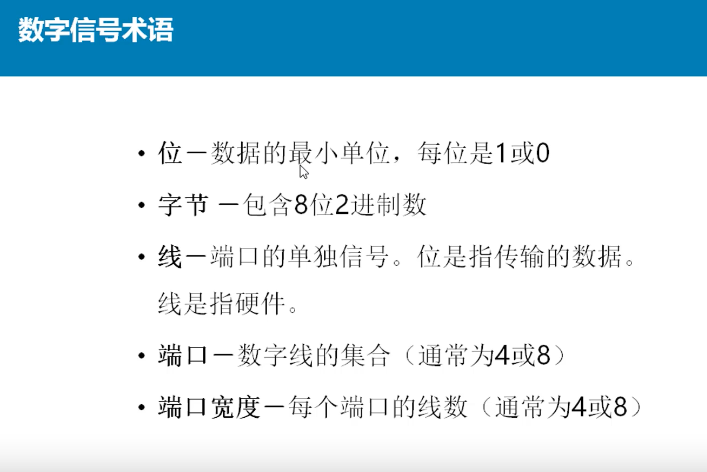 数字信号术语
• 位－数据的最小单位，每位是1或0
• 字节 －包含8位2进制数
• 线－端口的单独信号。位是指传输的数据。
线是指硬件。
• 端口－数字线的集合（通常为4或8）
• 端口宽度－每个端口的线数（通常为4或8）